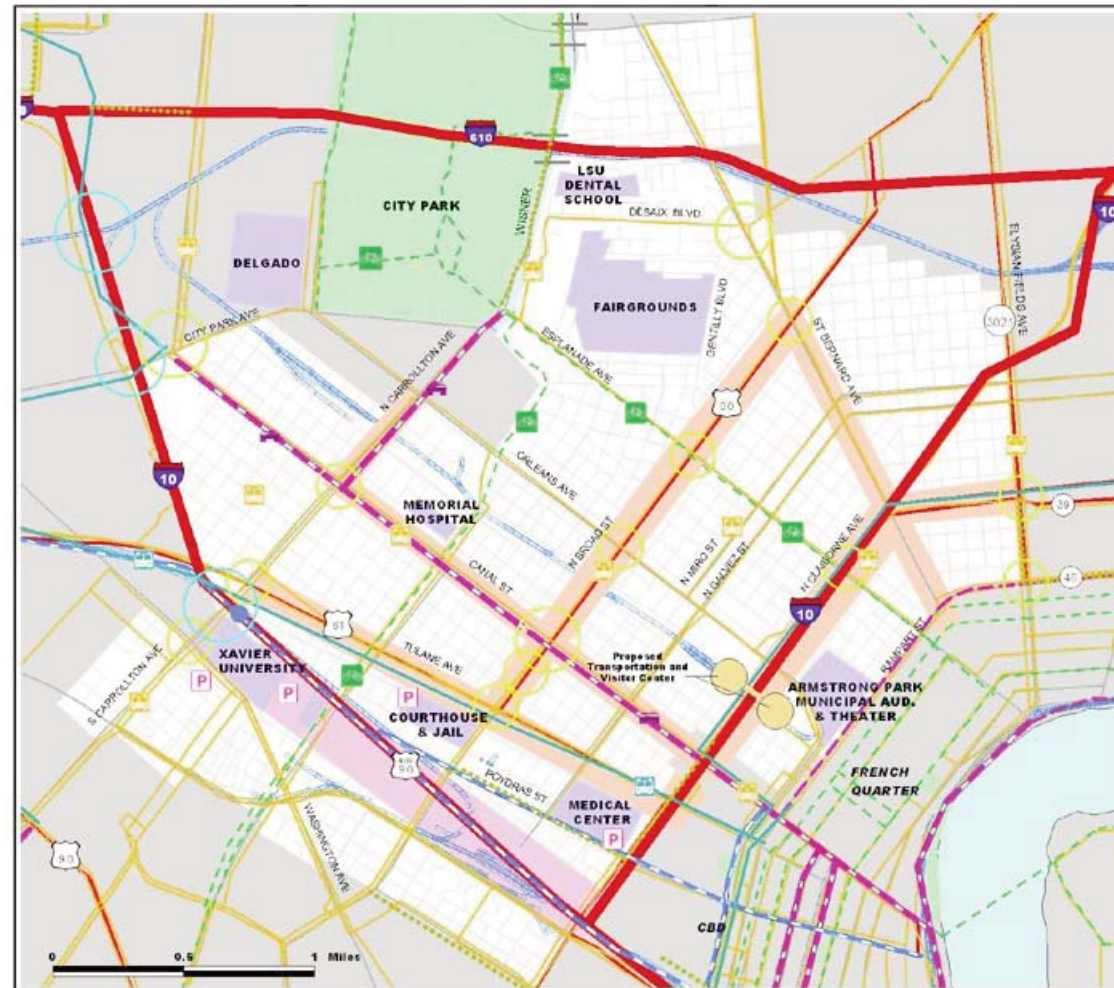 610
LSU
DENTAL
SCHOOL
CITY PARK
WISNER
DESAIX BLVD
10
DELGADO
FAIRGROUNDS
GENTILLY BLVD
ELYSIAN FIELDS AVE
3021
CITY PARK AVE
N CARROLLTON AVE
ESPLANADE AVE
ST BERNARD AVE
90
10
ORLEANS AVE
MEMORIAL
HOSPITAL
N BROAD ST
N MIRO ST
N GALVEZ ST
N CLAIBORNE AVE
39
CANAL ST
46
10
61
TULANE AVE
RAMPART ST
XAVIER
UNIVERSITY
Proposed
Transportation and
Visitor Center
S CARROLLTON AVE
P
P
P
COURTHOUSE
& JAIL
ARMSTRONG PARK
MUNICIPAL AUD.
& THEATER
POYDRAS ST
FRENCH
QUARTER
MEDICAL
CENTER
P
WASHINGTON AVE
90
CBD
0
0.5
1
Miles